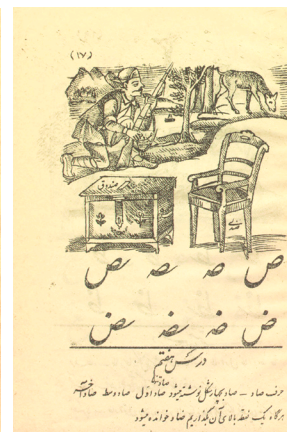 (١٧)
صندوق
ص صـ ـصـ ـص
ض ضـ ـضـ ـض
درس هفتم
حرف صاد – صاد بچهار شکل نوشته میشود صاد تنها صاد اول صاد وسط صاد آخر
هرگاه یک نقطه بالای آن بگذاریم ضاد خوانده میشود